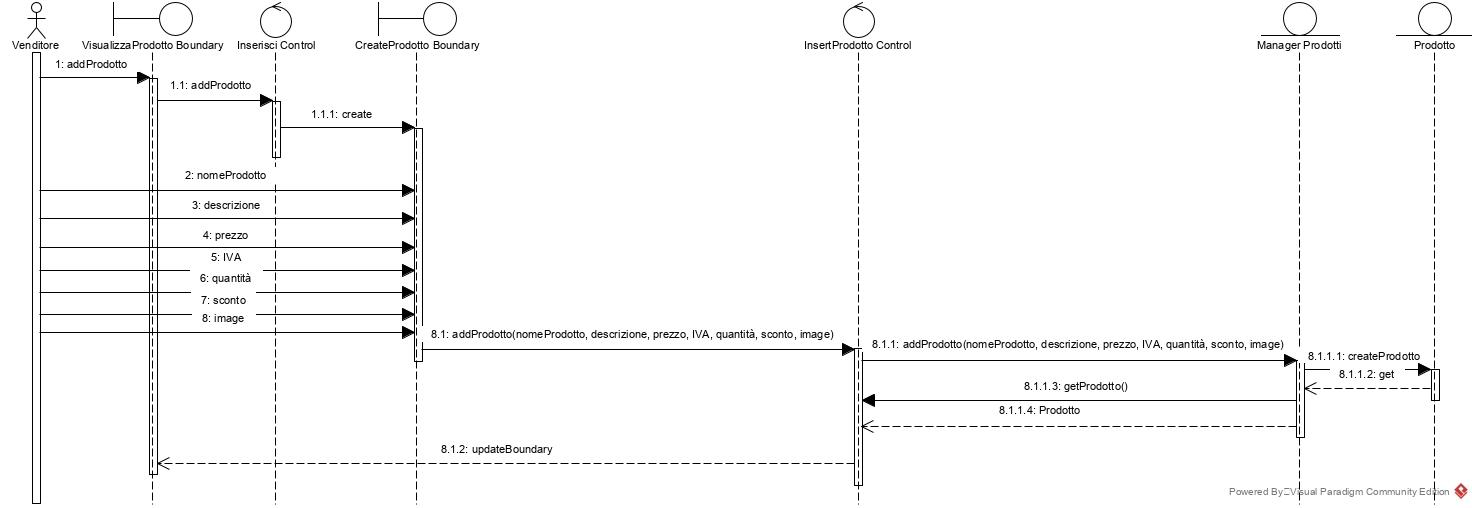 Venditore
VisualizzaProdotto Boundary
Inserisci Control
CreateProdotto Boundary
InsertProdotto Control
Manager Prodotti
Prodotto
1: addProdotto
1.1: addProdotto
1.1.1: create
2: nomeProdotto
3: descrizione
4: prezzo
5: IVA
6: quantità
7: sconto
8: image
8.1: addProdotto(nomeProdotto, descrizione, prezzo, IVA, quantità, sconto, image)
8.1.1: addProdotto(nomeProdotto, descrizione, prezzo, IVA, quantità, sconto, image)
8.1.1.1: createProdotto
8.1.1.2: get
8.1.1.3: getProdotto()
8.1.1.4: Prodotto
8.1.2: updateBoundary
Powered By Visual Paradigm Community Edition